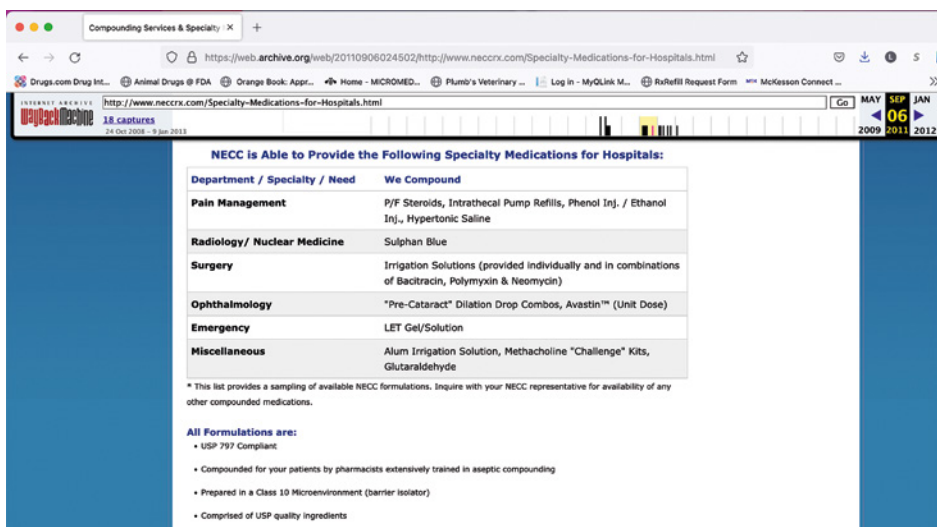 Compounding Services & Specialty
https://web.archive.org/web/20110906024502/http://www.neccrx.com/Specialty-Medications-for-Hospitals.html
Drugs.com Drug Int... Animal Drugs @ FDA Orange Book: Appr... Home - MICROMED... Plumb's Veterinary ... Log in - MyQLink M... RxRefill Request Form McKesson Connect ...
INTERNET ARCHIVE http://www.neccrx.com/Specialty-Medications-for-Hospitals.html Go MAY SEP JAN
WayBackMachine 18 captures 06
24 Oct 2008 - 9 Jan 2013 2009 2011 2012
NECC is Able to Provide the Following Specialty Medications for Hospitals:
Department / Specialty / Need We Compound
Pain Management P/F Steroids, Intrathecal Pump Refills, Phenol Inj. / Ethanol
Inj., Hypertonic Saline
Radiology/ Nuclear Medicine Sulphan Blue
Surgery Irrigation Solutions (provided individually and in combinations
of Bacitracin, Polymyxin & Neomycin)
Ophthalmology "Pre-Cataract" Dilation Drop Combos, Avastin™ (Unit Dose)
Emergency LET Gel/Solution
Miscellaneous Alum Irrigation Solution, Methacholine "Challenge" Kits,
Glutaraldehyde
* This list provides a sampling of available NECC formulations. Inquire with your NECC representative for availability of any
other compounded medications.
All Formulations are:
• USP 797 Compliant
• Compounded for your patients by pharmacists extensively trained in aseptic compounding
• Prepared in a Class 10 Microenvironment (barrier isolator)
• Comprised of USP quality ingredients